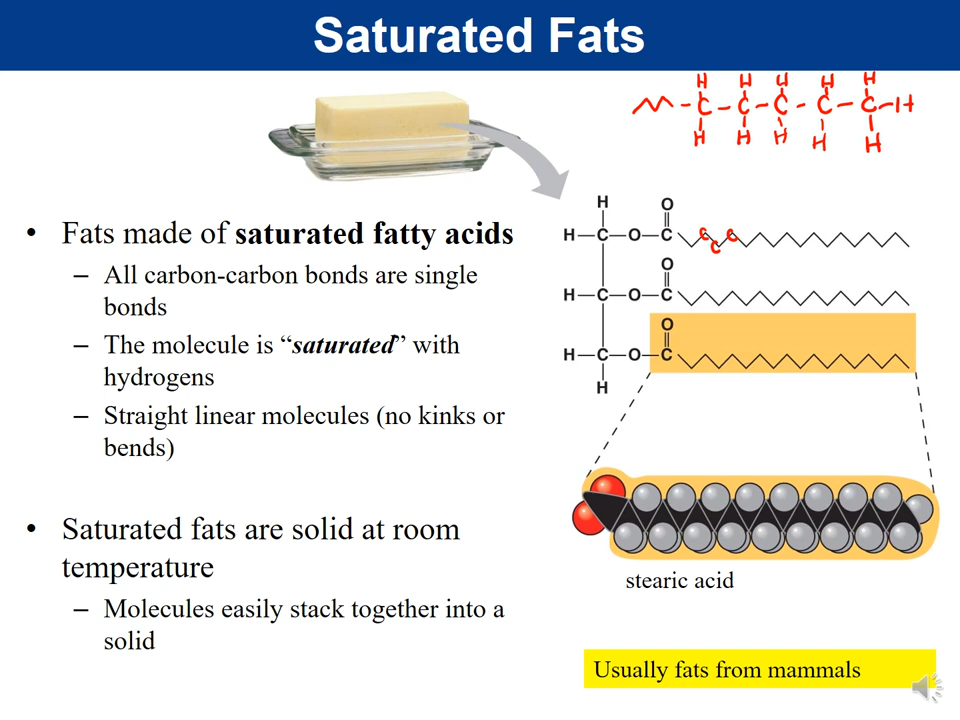 Saturated Fats
H H H H H
- C - C - C - C - C - H
H H H H H
• Fats made of saturated fatty acids
– All carbon-carbon bonds are single
bonds
– The molecule is “saturated” with
hydrogens
– Straight linear molecules (no kinks or
bends)
• Saturated fats are solid at room
temperature
– Molecules easily stack together into a
solid
H O
H—C—O—C C C C
O
H—C—O—C
O
H—C—O—C
H
stearic acid
Usually fats from mammals